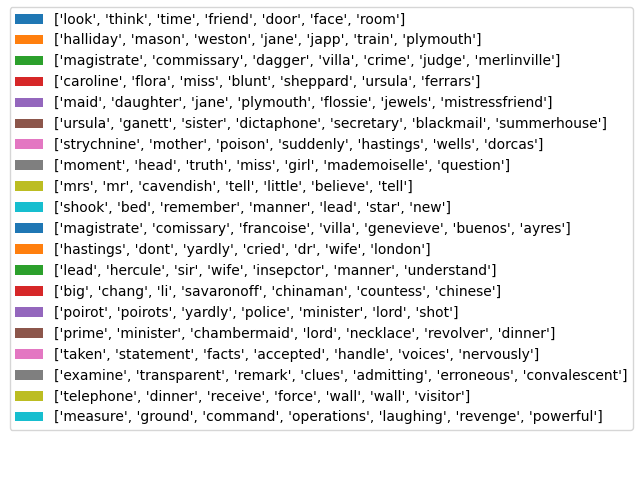 ['look', 'think', 'time', 'friend', 'door', 'face', 'room']
['halliday', 'mason', 'weston', 'jane', 'japp', 'train', 'plymouth']
['magistrate', 'commissary', 'dagger', 'villa', 'crime', 'judge', 'merlinville']
['caroline', 'flora', 'miss', 'blunt', 'sheppard', 'ursula', 'ferrars']
['maid', 'daughter', 'jane', 'plymouth', 'flossie', 'jewels', 'mistressfriend']
['ursula', 'ganett', 'sister', 'dictaphone', 'secretary', 'blackmail', 'summerhouse']
['strychnine', 'mother', 'poison', 'suddenly', 'hastings', 'wells', 'dorcas']
['moment', 'head', 'truth', 'miss', 'girl', 'mademoiselle', 'question']
['mrs', 'mr', 'cavendish', 'tell', 'little', 'believe', 'tell']
['shook', 'bed', 'remember', 'manner', 'lead', 'star', 'new']
['magistrate', 'comissary', 'francoise', 'villa', 'genevieve', 'buenos', 'ayres']
['hastings', 'dont', 'yardly', 'cried', 'dr', 'wife', 'london']
['lead', 'hercule', 'sir', 'wife', 'insepctor', 'manner', 'understand']
['big', 'chang', 'li', 'savaronoff', 'chinaman', 'countess', 'chinese']
['poirot', 'poirots', 'yardly', 'police', 'minister', 'lord', 'shot']
['prime', 'minister', 'chambermaid', 'lord', 'necklace', 'revolver', 'dinner']
['taken', 'statement', 'facts', 'accepted', 'handle', 'voices', 'nervously']
['examine', 'transparent', 'remark', 'clues', 'admitting', 'erroneous', 'convalescent']
['telephone', 'dinner', 'receive', 'force', 'wall', 'wall', 'visitor']
['measure', 'ground', 'command', 'operations', 'laughing', 'revenge', 'powerful']